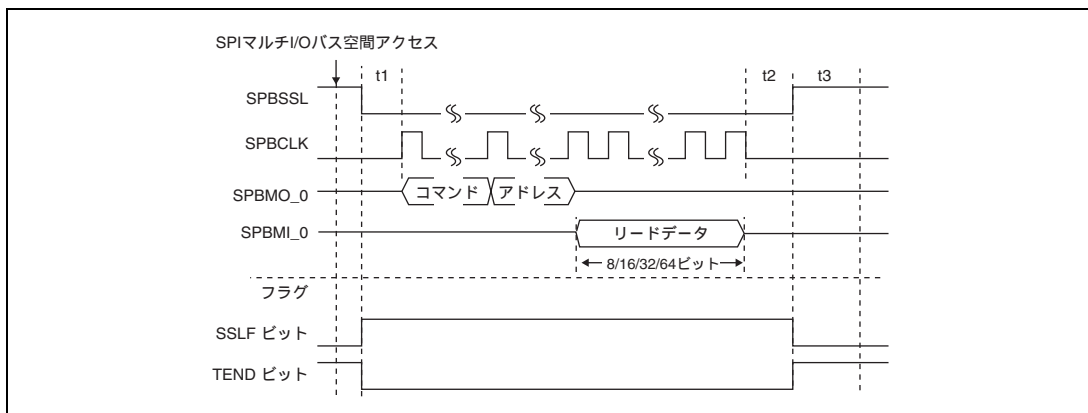 SPIマルチI/Oバス空間アクセス
t1
t2
t3
SPBSSL
SPBCLK
SPBMO_0
コマンド
アドレス
SPBMI_0
リードデータ
8/16/32/64ビット
フラグ
SSLF ビット
TEND ビット